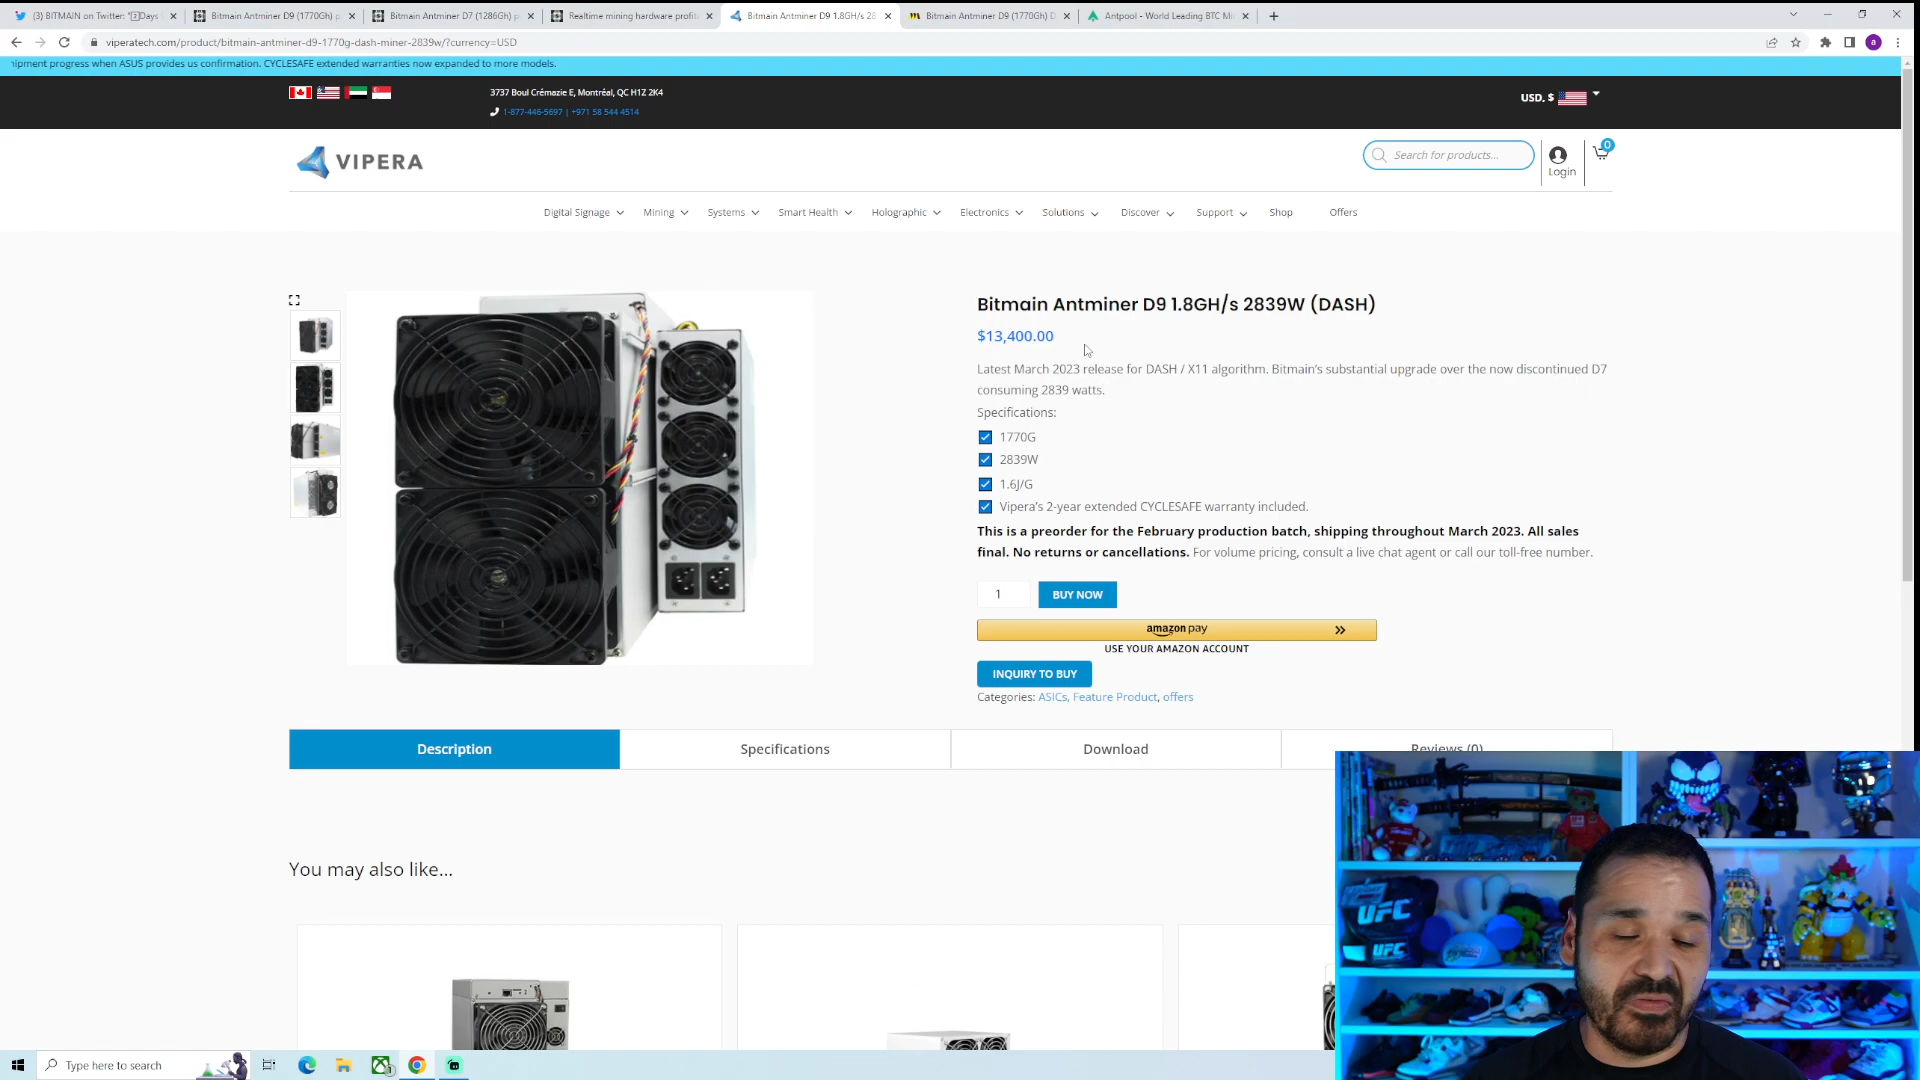 (3) BITMAIN on Twitter: "2Days
Bitmain Antminer D9 (1770Gh) p
Bitmain Antminer D7 (1286Gh) p
Realtime mining hardware profit
Bitmain Antminer D9 1.8GH/s 28
Bitmain Antminer D9 (1770Gh) D
Antpool - World Leading BTC Mi
viperatech.com/product/bitmain-antminer-d9-1770g-dash-miner-2839w/?currency=USD
a
hipment progress when ASUS provides us confirmation. CYCLESAFE extended warranties now expanded to more models.
3737 Boul Crémazie E, Montréal, QC H1Z 2K4
1-877-446-5697 | +971 58 544 4514
USD, $
VIPERA
Search for products...
Login
0
Digital Signage
Mining
Systems
Smart Health
Holographic
Electronics
Solutions
Discover
Support
Shop
Offers
Bitmain Antminer D9 1.8GH/s 2839W (DASH)
$13,400.00
Latest March 2023 release for DASH / X11 algorithm. Bitmain's substantial upgrade over the now discontinued D7
consuming 2839 watts.
Specifications:
1770G
2839W
1.6J/G
Vipera's 2-year extended CYCLESAFE warranty included.
This is a preorder for the February production batch, shipping throughout March 2023. All sales
final. No returns or cancellations. For volume pricing, consult a live chat agent or call our toll-free number.
1
BUY NOW
amazon pay
USE YOUR AMAZON ACCOUNT
INQUIRY TO BUY
Categories: ASICs, Feature Product, offers
Description
Specifications
Download
Reviews (0)
You may also like...
UFC
UFC
Type here to search